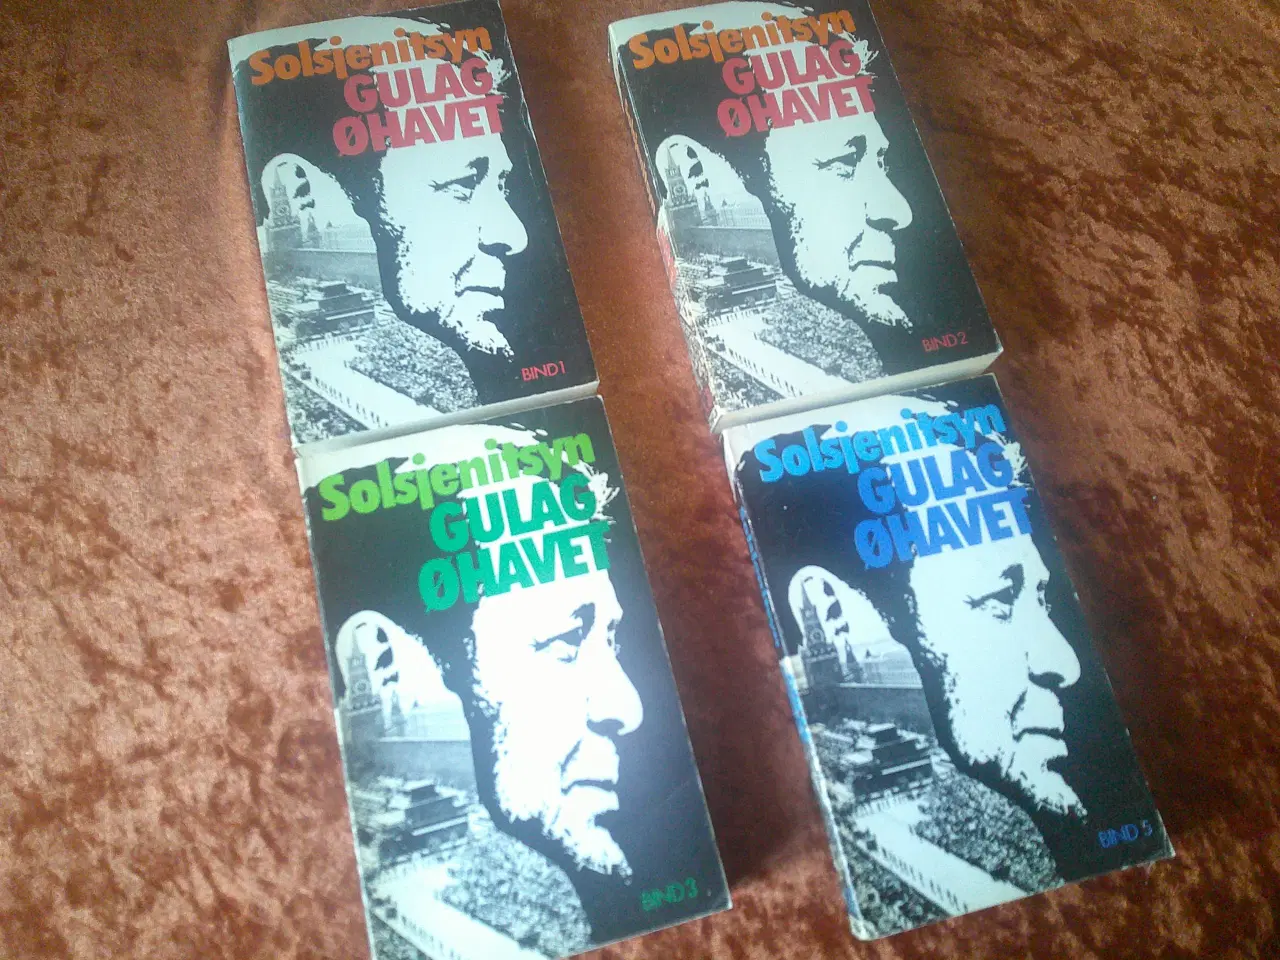 Solsjenitsyn
GULAG
ØHAVET
BIND 1
Solsjenitsyn
GULAG
ØHAVET
BIND 2
Solsjenitsyn
GULAG
ØHAVET
BIND 3
Solsjenitsyn
GULAG
ØHAVET
BIND 5